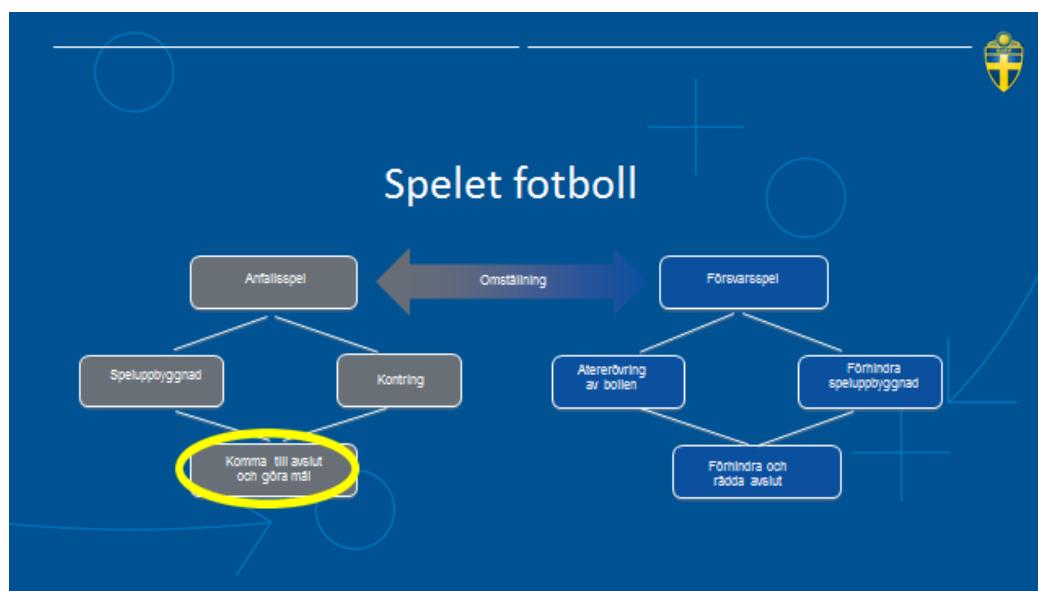 Spelet fotboll
Anfallsspel
Omställning
Försvarsspel
Speluppbyggnad
Kontring
Återerövring
av bollen
Förhindra
speluppbyggnad
Komma till avslut
och göra mål
Förhindra och
rädda avslut